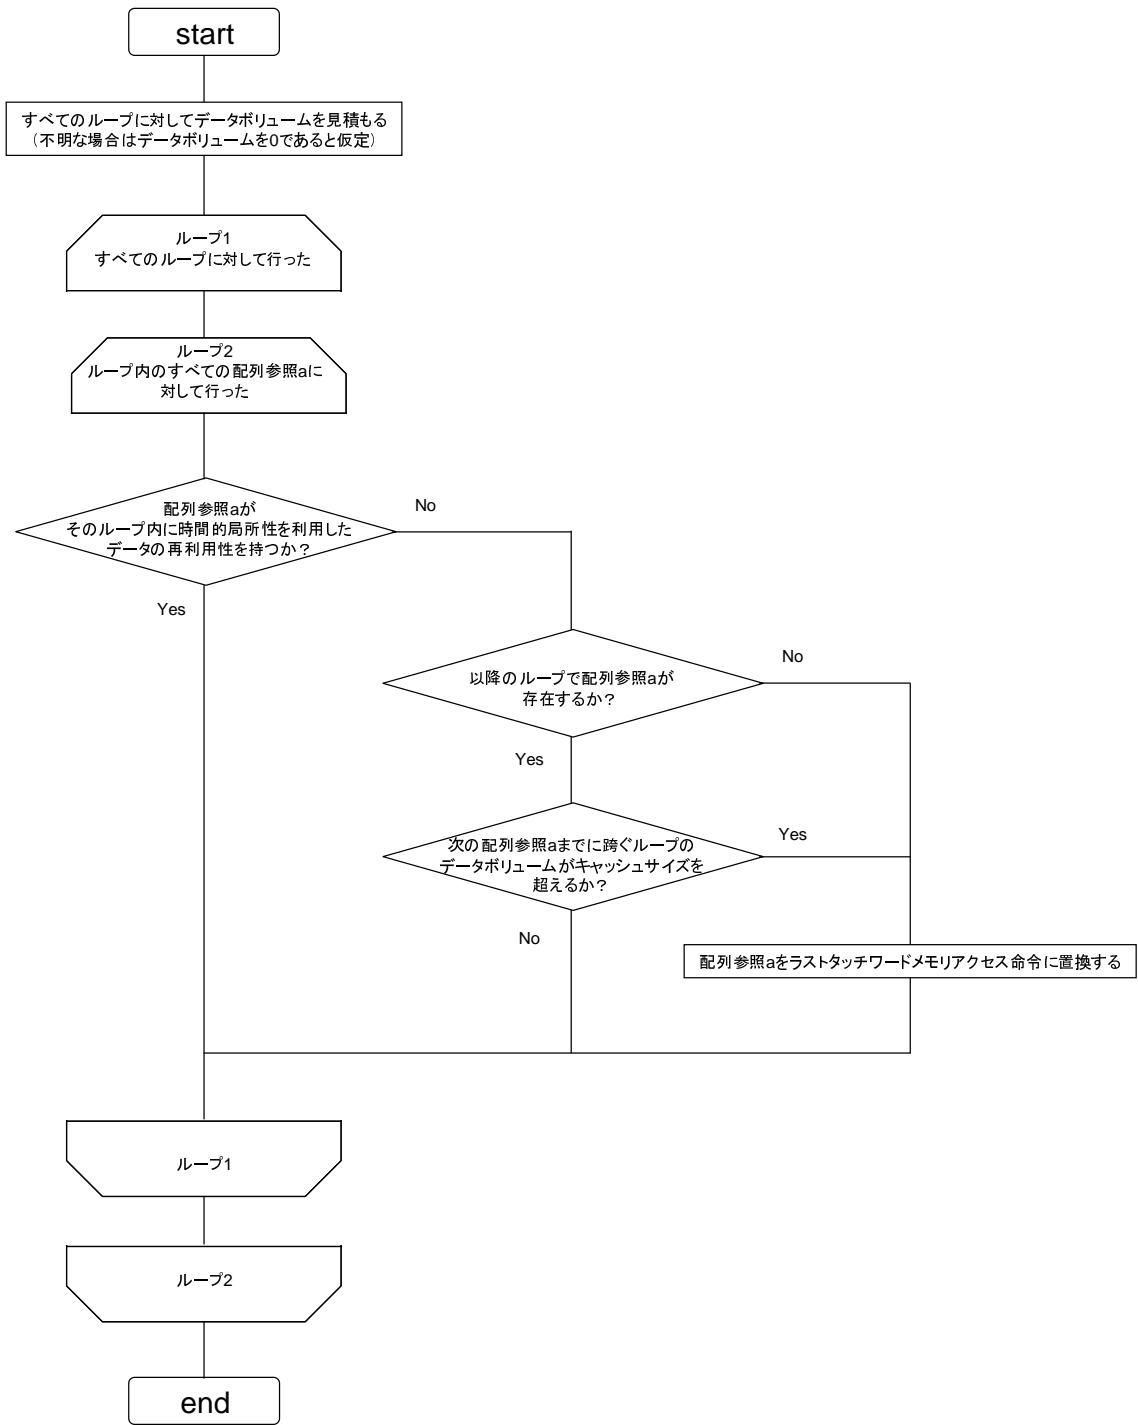 start
すべてのループに対してデータボリュームを見積もる
(不明な場合はデータボリュームを0であると仮定)
ループ1
すべてのループに対して行った
ループ2
ループ内のすべての配列参照aに
対して行った
配列参照aが
そのループ内に時間的局所性を利用した
データの再利用性を持つか？
No
Yes
以降のループで配列参照aが
存在するか？
No
Yes
次の配列参照aまでに跨ぐループの
データボリュームがキャッシュサイズを
超えるか？
Yes
No
配列参照aをラストタッチワードメモリアクセス命令に置換する
ループ1
ループ2
end